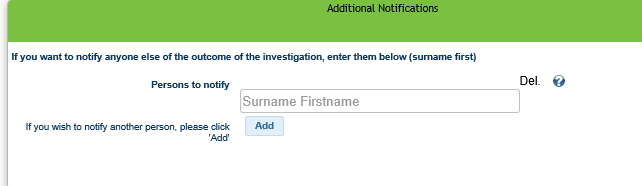 Additional Notifications
If you want to notify anyone else of the outcome of the investigation, enter them below (surname first)
Persons to notify
Del. ?
Surname Firstname
If you wish to notify another person, please click
'Add'
Add